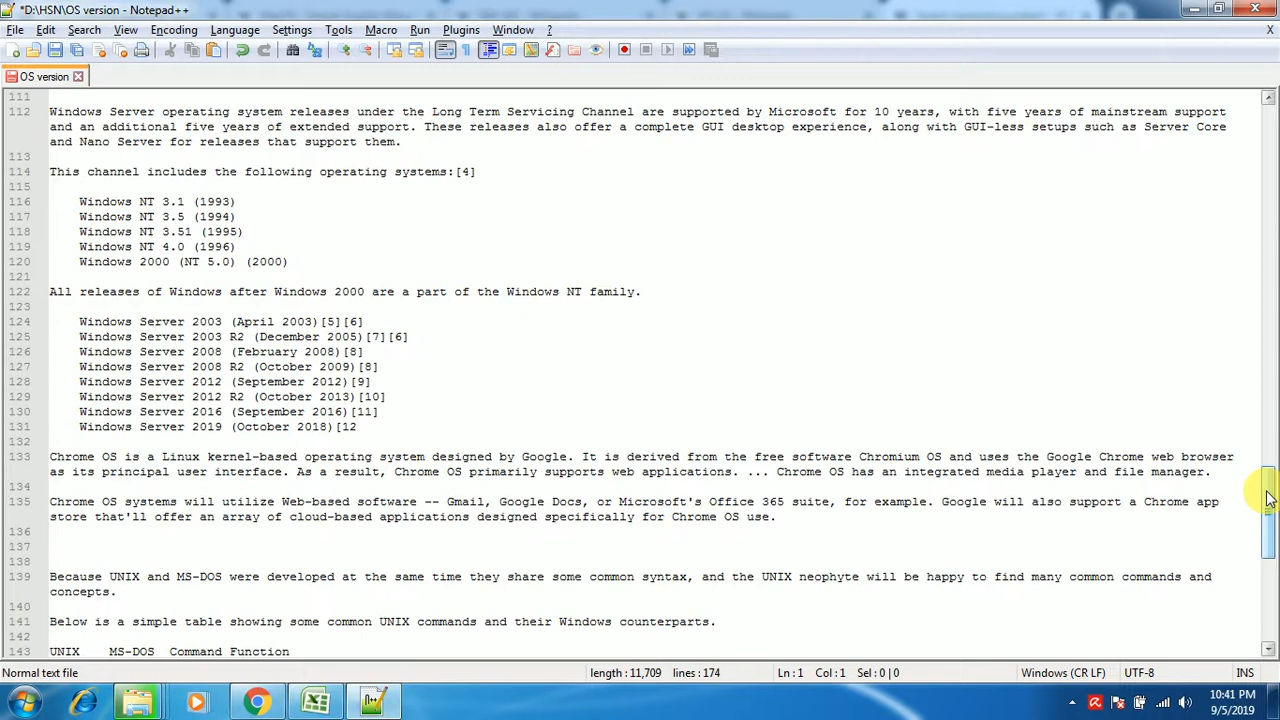 *D:\HSN\OS version - Notepad++
File Edit Search View Encoding Language Settings Tools Macro Run Plugins Window ? X
OS version
111
112 Windows Server operating system releases under the Long Term Servicing Channel are supported by Microsoft for 10 years, with five years of mainstream support
and an additional five years of extended support. These releases also offer a complete GUI desktop experience, along with GUI-less setups such as Server Core
and Nano Server for releases that support them.
113
114 This channel includes the following operating systems:[4]
115
116 Windows NT 3.1 (1993)
117 Windows NT 3.5 (1994)
118 Windows NT 3.51 (1995)
119 Windows NT 4.0 (1996)
120 Windows 2000 (NT 5.0) (2000)
121
122 All releases of Windows after Windows 2000 are a part of the Windows NT family.
123
124 Windows Server 2003 (April 2003)[5][6]
125 Windows Server 2003 R2 (December 2005)[7][6]
126 Windows Server 2008 (February 2008)[8]
127 Windows Server 2008 R2 (October 2009)[8]
128 Windows Server 2012 (September 2012)[9]
129 Windows Server 2012 R2 (October 2013)[10]
130 Windows Server 2016 (September 2016)[11]
131 Windows Server 2019 (October 2018)[12
132
133 Chrome OS is a Linux kernel-based operating system designed by Google. It is derived from the free software Chromium OS and uses the Google Chrome web browser
as its principal user interface. As a result, Chrome OS primarily supports web applications. ... Chrome OS has an integrated media player and file manager.
134
135 Chrome OS systems will utilize Web-based software -- Gmail, Google Docs, or Microsoft's Office 365 suite, for example. Google will also support a Chrome app
store that'll offer an array of cloud-based applications designed specifically for Chrome OS use.
136
137
138
139 Because UNIX and MS-DOS were developed at the same time they share some common syntax, and the UNIX neophyte will be happy to find many common commands and
concepts.
140
141 Below is a simple table showing some common UNIX commands and their Windows counterparts.
142
143 UNIX MS-DOS Command Function
Normal text file length : 11,709 lines : 174 Ln : 1 Col : 1 Sel : 0 | 0 Windows (CR LF) UTF-8 INS
10:41 PM
9/5/2019